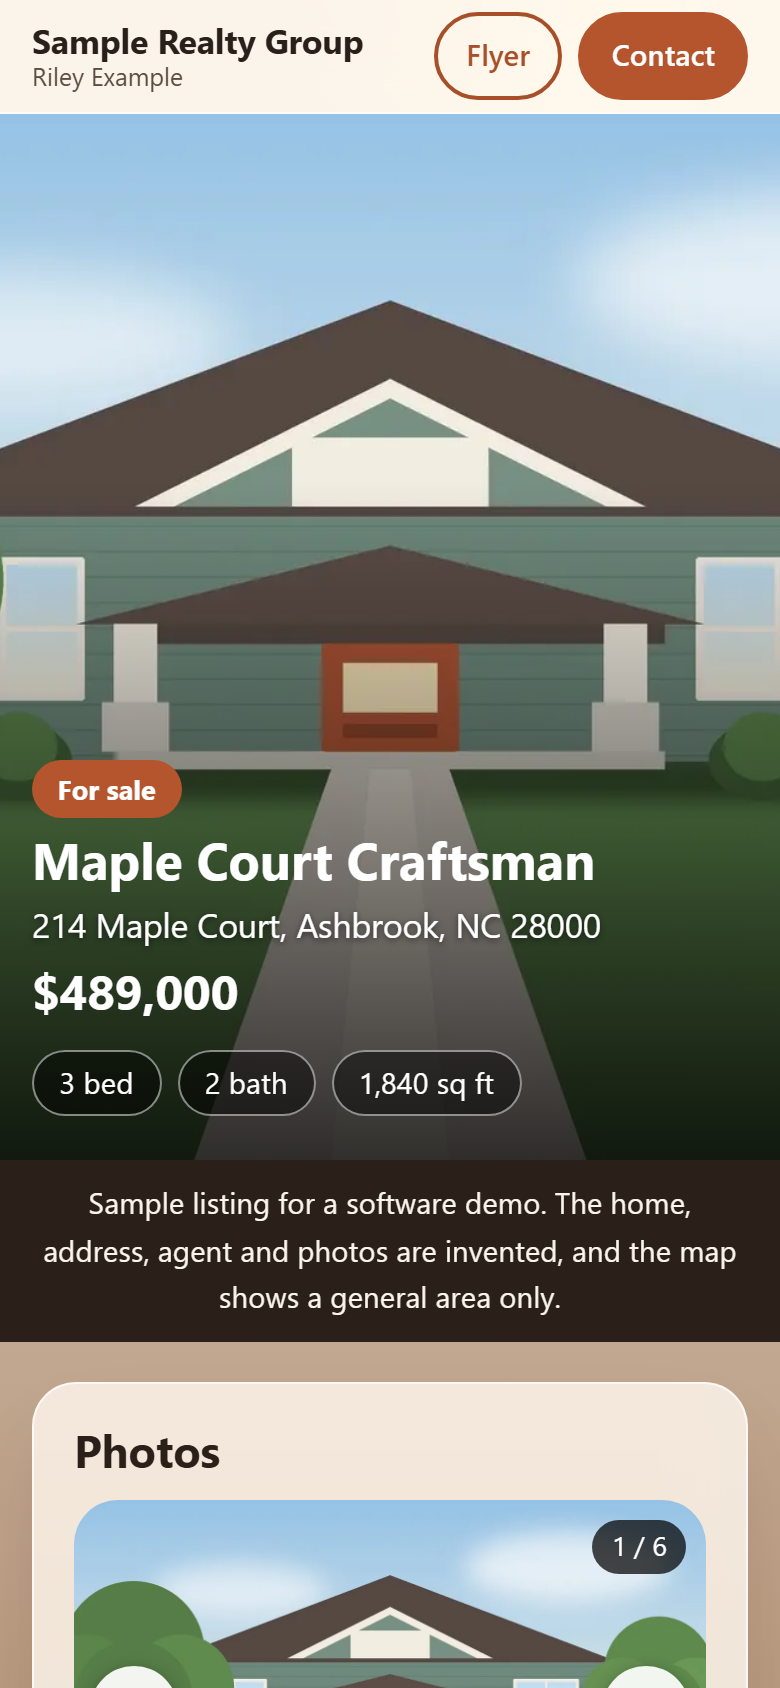 Sample Realty Group
Riley Example
Flyer
Contact
For sale
Maple Court Craftsman
214 Maple Court, Ashbrook, NC 28000
$489,000
3 bed
2 bath
1,840 sq ft
Sample listing for a software demo. The home,
address, agent and photos are invented, and the map
shows a general area only.
Photos
1 / 6